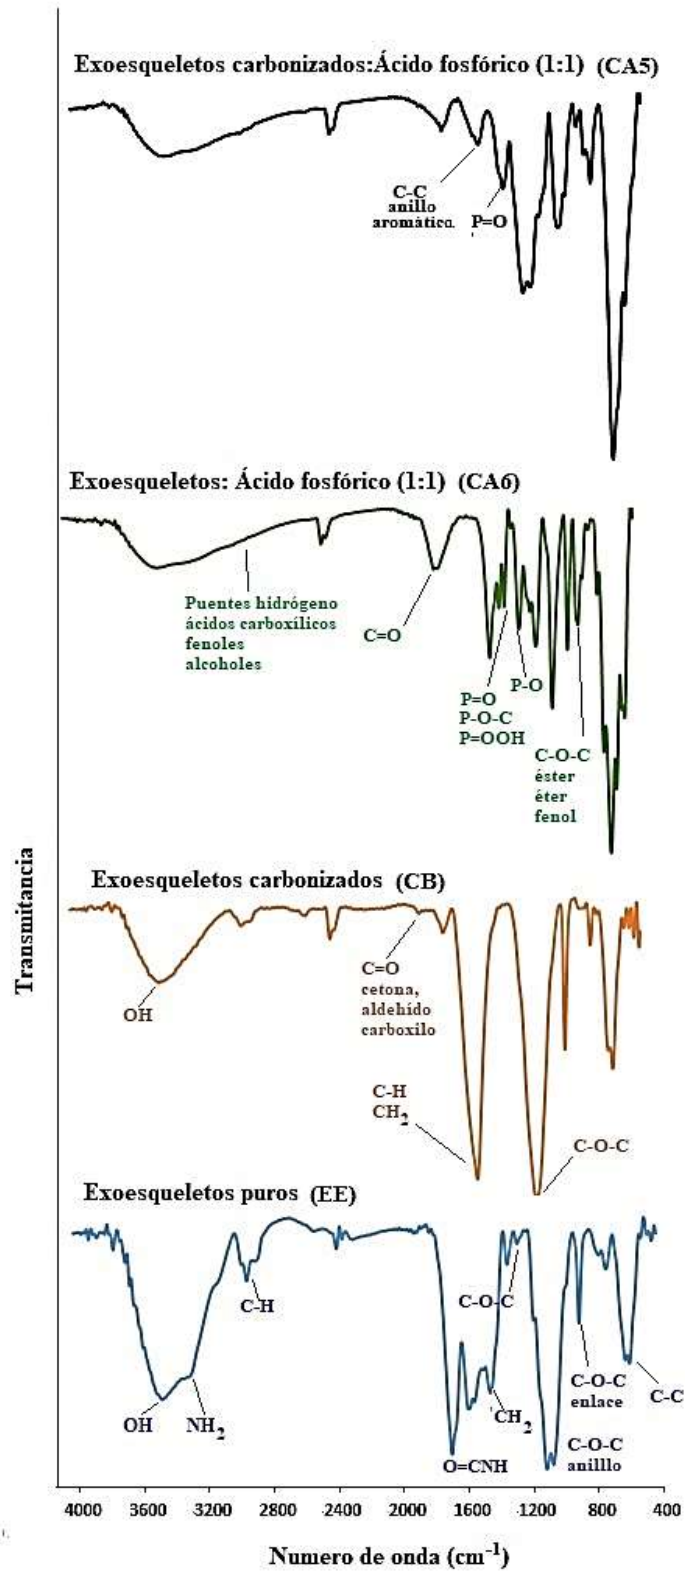 Exoesqueletos carbonizados:Ácido fosfórico (1:1) (CA5)
C-C
anillo
aromático.
P=O
Exoesqueletos: Ácido fosfórico (1:1) (CA6)
Puentes hidrógeno
ácidos carboxílicos
fenoles
alcoholes
C=O
P=O
P-O-C
P=OOH
P-O
C-O-C
éster
éter
fenol
Transmitancia
Exoesqueletos carbonizados (CB)
OH
C=O
cetona,
aldehído
carboxilo
C-H
CH2
C-O-C
Exoesqueletos puros (EE)
C-H
C-O-C
OH
NH2
O=CNH
CH2
C-O-C
enlace
C-O-C
anilllo
C-C
4000 3600 3200 2800 2400 2000 1600 1200 800 400
Numero de onda (cm-1)